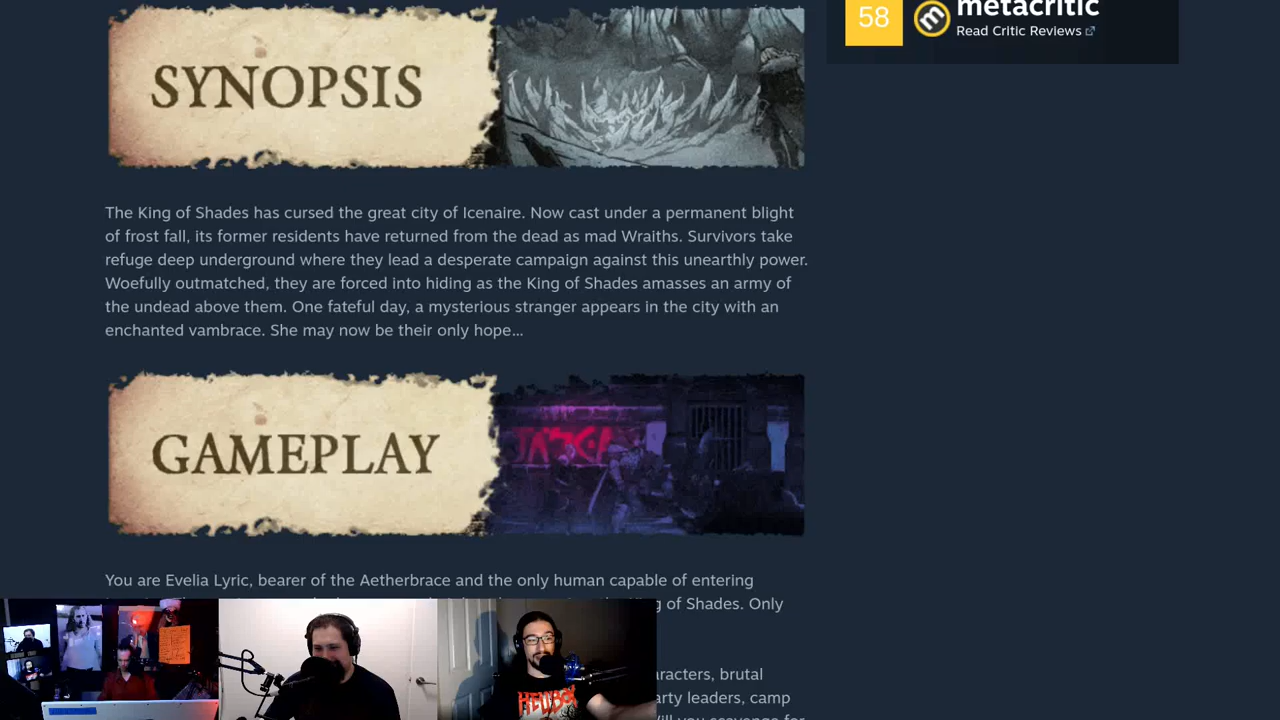 58
metacritic
Read Critic Reviews
SYNOPSIS
The King of Shades has cursed the great city of Icenaire. Now cast under a permanent blight
of frost fall, its former residents have returned from the dead as mad Wraiths. Survivors take
refuge deep underground where they lead a desperate campaign against this unearthly power.
Woefully outmatched, they are forced into hiding as the King of Shades amasses an army of
the undead above them. One fateful day, a mysterious stranger appears in the city with an
enchanted vambrace. She may now be their only hope...
GAMEPLAY
You are Evelia Lyric, bearer of the Aetherbrace and the only human capable of entering
g of Shades. Only
aracters, brutal
arty leaders, camp
HELLBOY